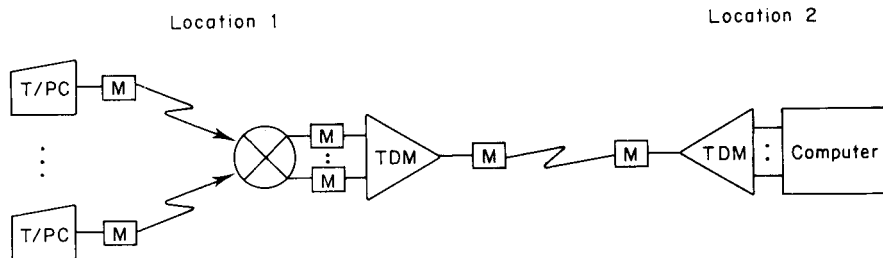 Location 1
Location 2
T/PC
M
M
TDM
M
M
M
TDM
Computer
T/PC
M